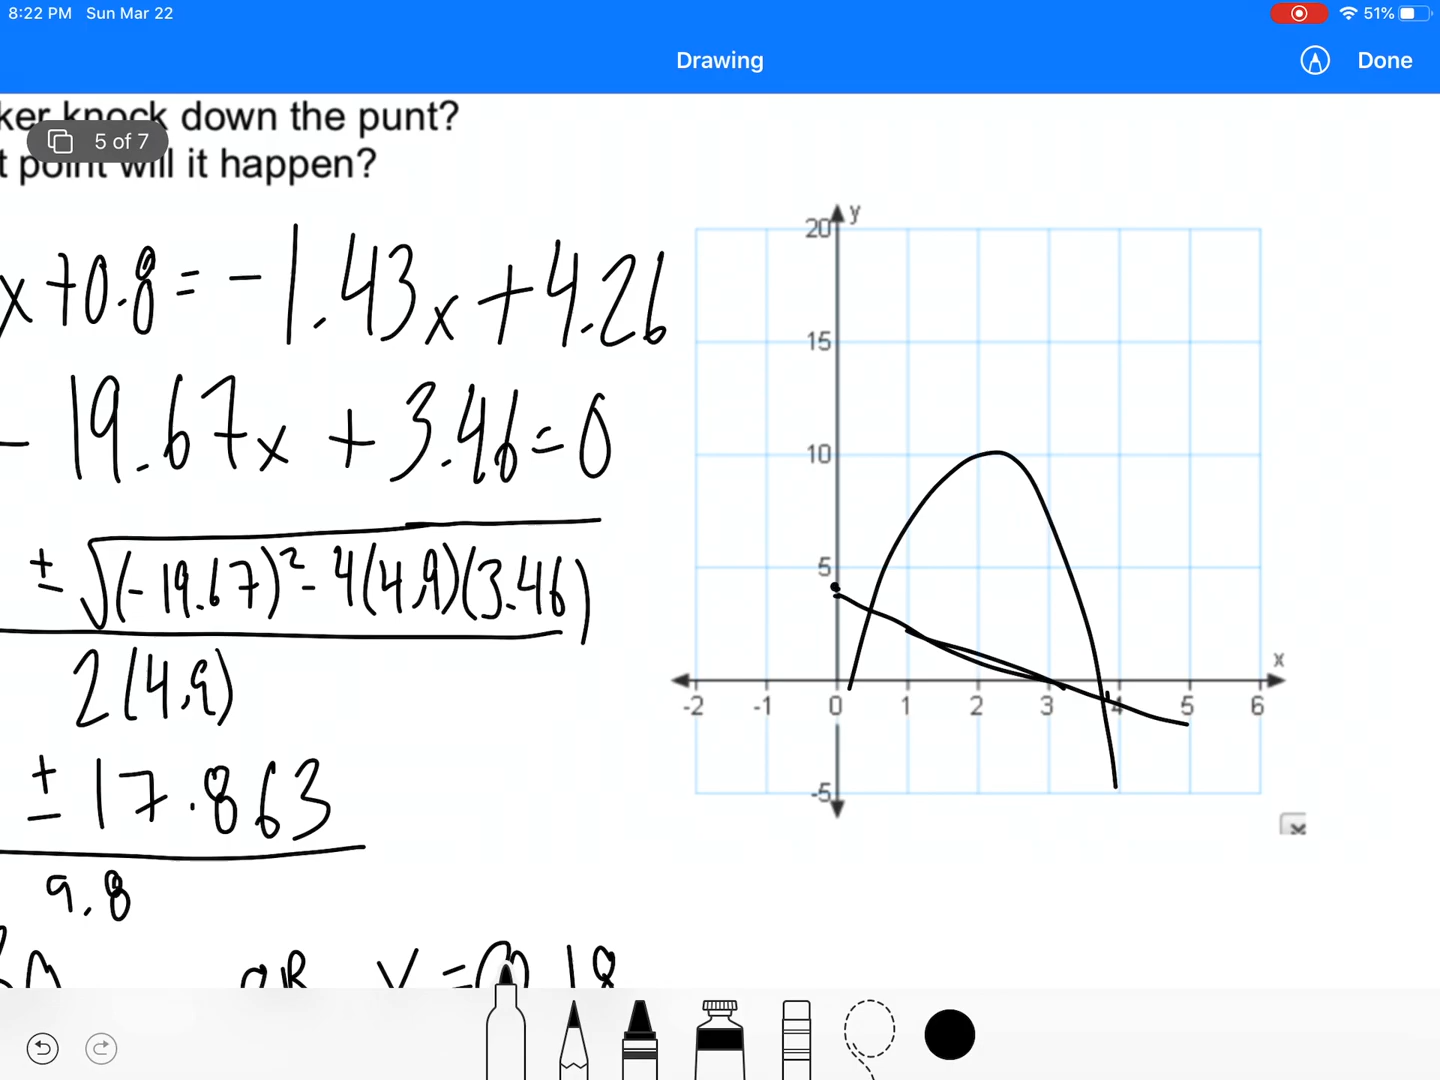 8:22 PM Sun Mar 22
51%
Drawing
Done
ker knock down the punt?
5 of 7
t point will it happen?
x+0.8=-1.43x+4.26
- 19.67x + 3.46=0
± √(-19.67)²-4(4.9)(3.46)
2(4.9)
± 17.863
9.8
OR x=0.18
y
20
15
10
5
x
-2 -1 0 1 2 3 4 5 6
-5